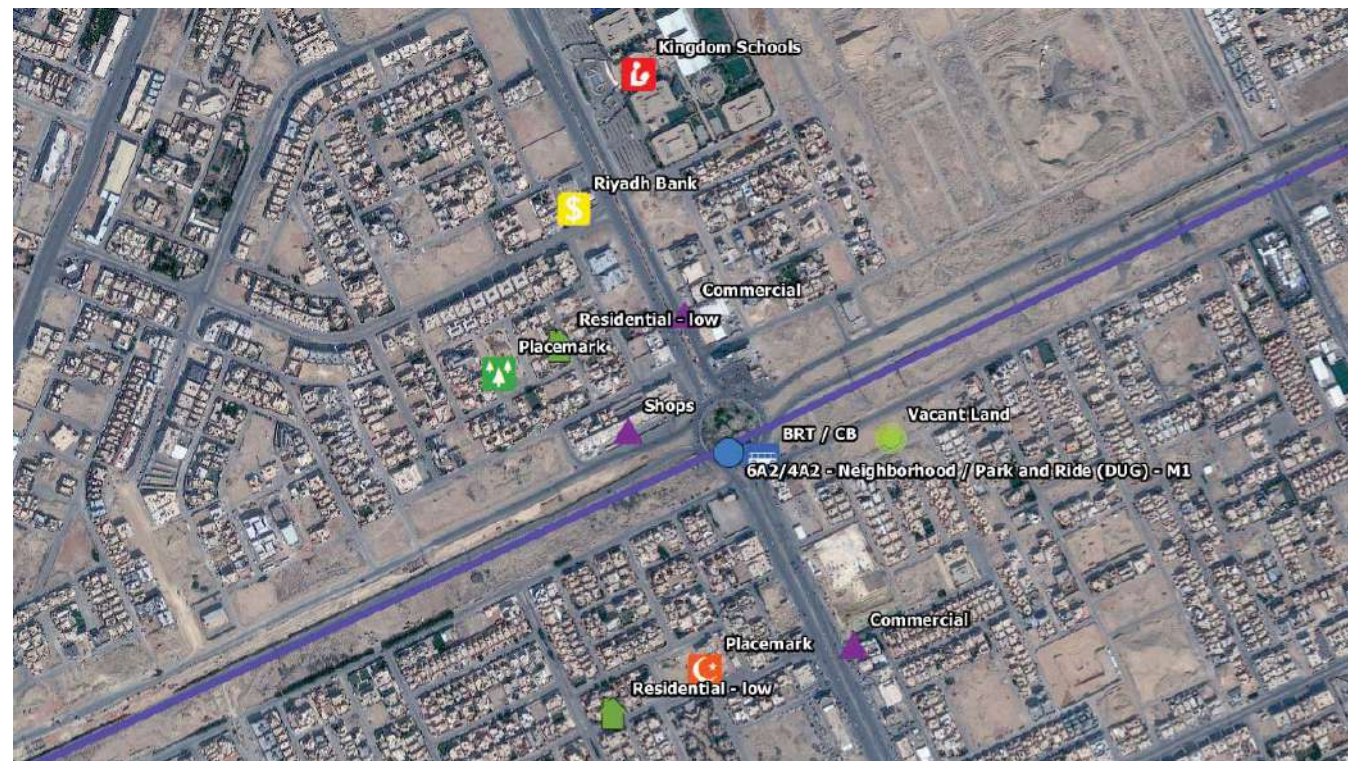 Kingdom Schools
Riyadh Bank
$
Commercial
Residential - low
Placemark
Shops
Vacant Land
BRT / CB
6A2/4A2 - Neighborhood / Park and Ride (DUG) - M1
Commercial
Placemark
Residential - low